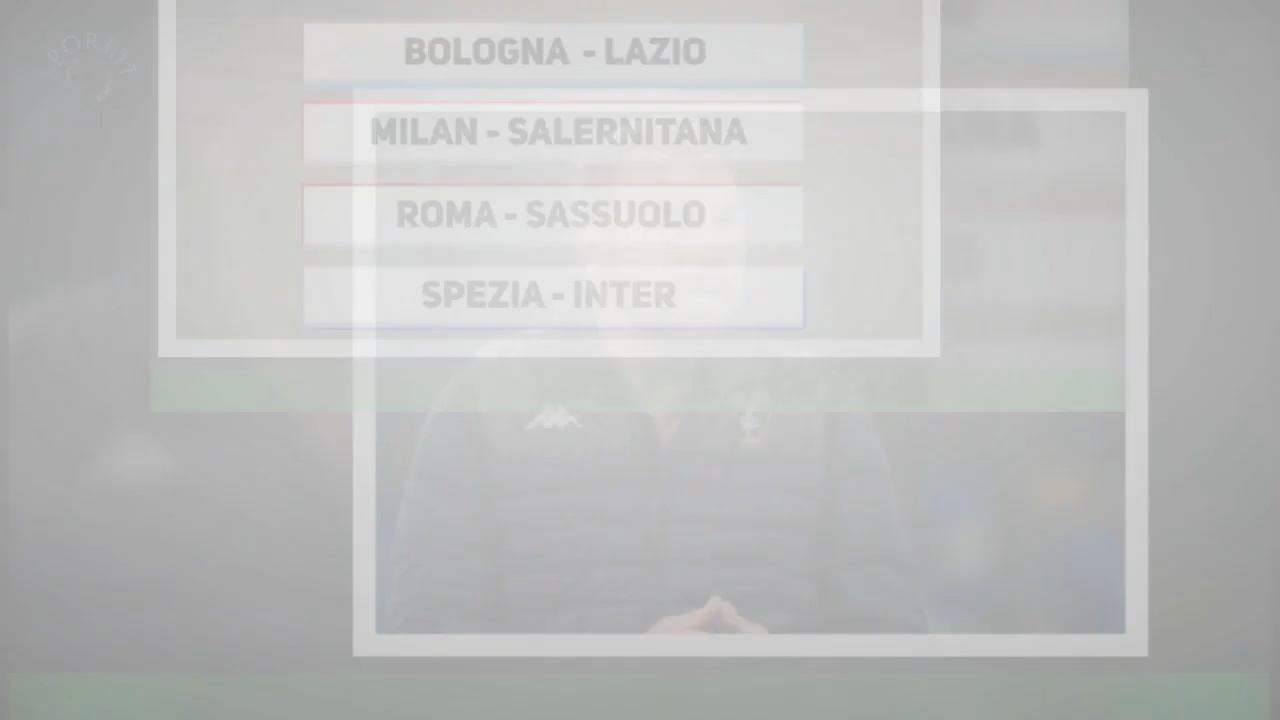 BOLOGNA - LAZIO
MILAN - SALERNITANA
ROMA - SASSUOLO
SPEZIA - INTER